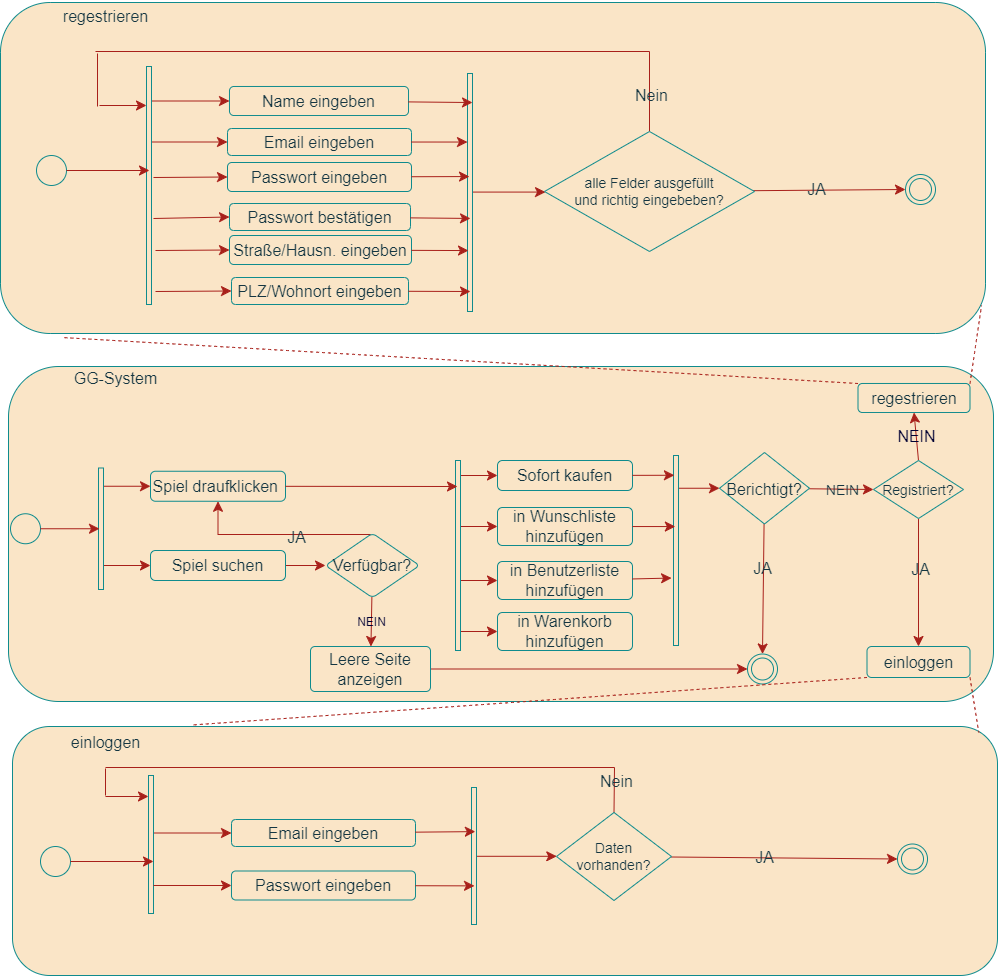 regestrieren
Nein
Name eingeben
Email eingeben
Passwort eingeben
alle Felder ausgefüllt
und richtig eingebeben?
JA
Passwort bestätigen
Straße/Hausn. eingeben
PLZ/Wohnort eingeben
GG-System
regestrieren
NEIN
Spiel draufklicken
Sofort kaufen
Berichtigt?
NEIN
Registriert?
in Wunschliste
hinzufügen
JA
Spiel suchen
Verfügbar?
in Benutzerliste
hinzufügen
JA
JA
NEIN
in Warenkorb
hinzufügen
Leere Seite
anzeigen
einloggen
einloggen
Nein
Email eingeben
Daten
vorhanden?
JA
Passwort eingeben